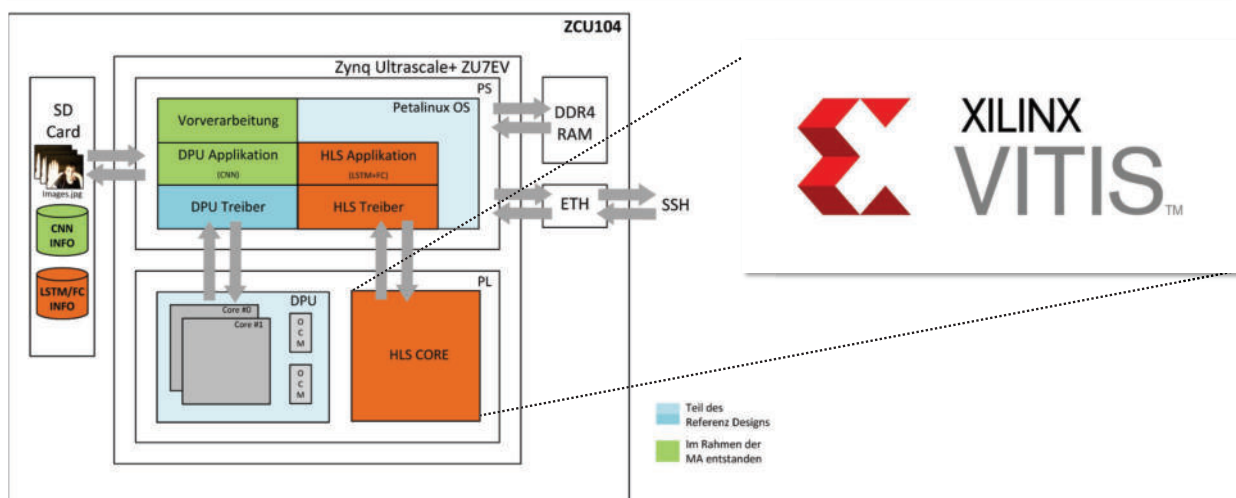 ZCU104
Zynq Ultrascale+ ZU7EV
PS
SD
Card
Images.jpg
CNN
INFO
LSTM/FC
INFO
Petalinux OS
Vorverarbeitung
DPU Applikation
(CNN)
HLS Applikation
(LSTM+FC)
DPU Treiber
HLS Treiber
DDR4
RAM
ETH
SSH
PL
DPU
Core #0
Core #1
O
C
M
O
C
M
HLS CORE
Teil des
Referenz Designs
Im Rahmen der
MA entstanden
XILINX
VITIS
TM